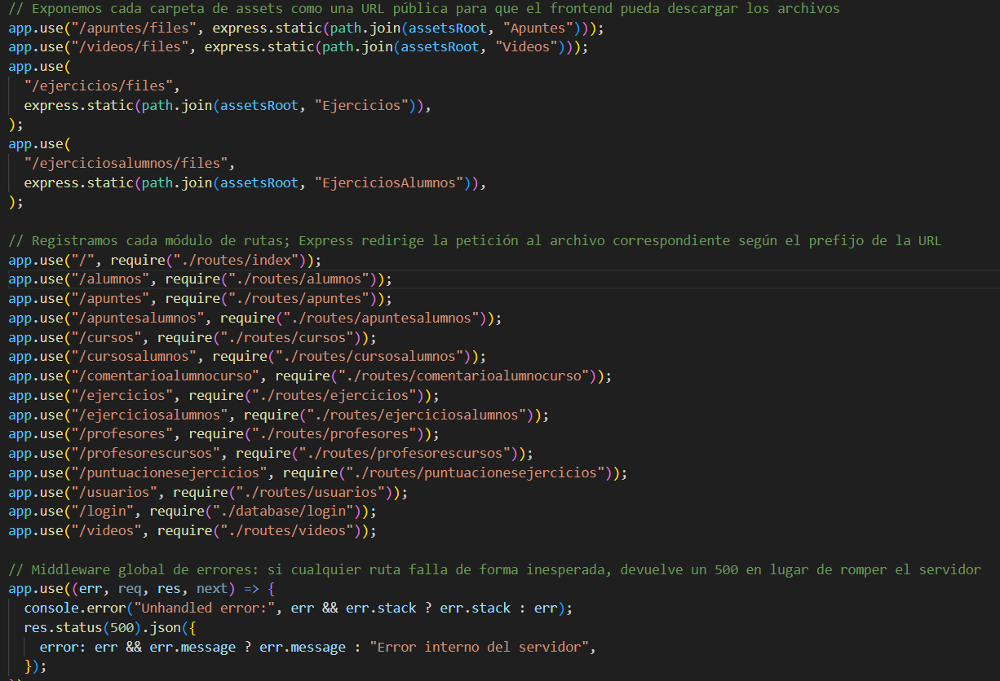 // Exponemos cada carpeta de assets como una URL pública para que el frontend pueda descargar los archivos
app.use("/apuntes/files", express.static(path.join(assetsRoot, "Apuntes")));
app.use("/videos/files", express.static(path.join(assetsRoot, "Videos")));
app.use(
  "/ejercicios/files",
  express.static(path.join(assetsRoot, "Ejercicios")),
);
app.use(
  "/ejerciciosalumnos/files",
  express.static(path.join(assetsRoot, "EjerciciosAlumnos")),
);

// Registramos cada módulo de rutas; Express redirige la petición al archivo correspondiente según el prefijo de la URL
app.use("/", require("./routes/index"));
app.use("/alumnos", require("./routes/alumnos"));
app.use("/apuntes", require("./routes/apuntes"));
app.use("/apuntesalumnos", require("./routes/apuntesalumnos"));
app.use("/cursos", require("./routes/cursos"));
app.use("/cursosalumnos", require("./routes/cursosalumnos"));
app.use("/comentarioalumnocurso", require("./routes/comentarioalumnocurso"));
app.use("/ejercicios", require("./routes/ejercicios"));
app.use("/ejerciciosalumnos", require("./routes/ejerciciosalumnos"));
app.use("/profesores", require("./routes/profesores"));
app.use("/profesorescursos", require("./routes/profesorescursos"));
app.use("/puntuacionesejercicios", require("./routes/puntuacionesejercicios"));
app.use("/usuarios", require("./routes/usuarios"));
app.use("/login", require("./database/login"));
app.use("/videos", require("./routes/videos"));

// Middleware global de errores: si cualquier ruta falla de forma inesperada, devuelve un 500 en lugar de romper el servidor
app.use((err, req, res, next) => {
  console.error("Unhandled error:", err && err.stack ? err.stack : err);
  res.status(500).json({
    error: err && err.message ? err.message : "Error interno del servidor",
  });